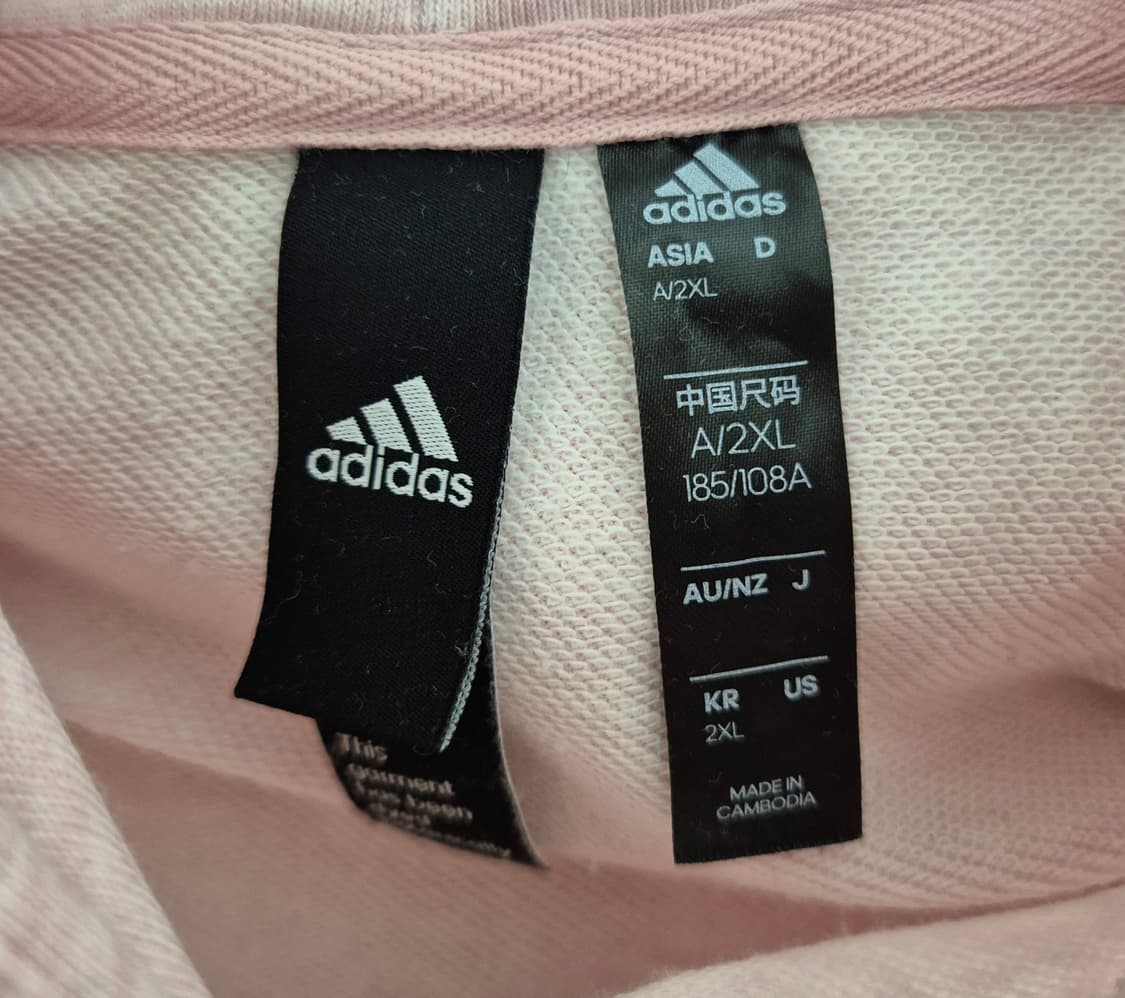 adidas
This
garment
has been
adidas
ASIA D
A/2XL
中国尺码
A/2XL
185/108A
AU/NZ J
KR US
2XL
MADE IN
CAMBODIA